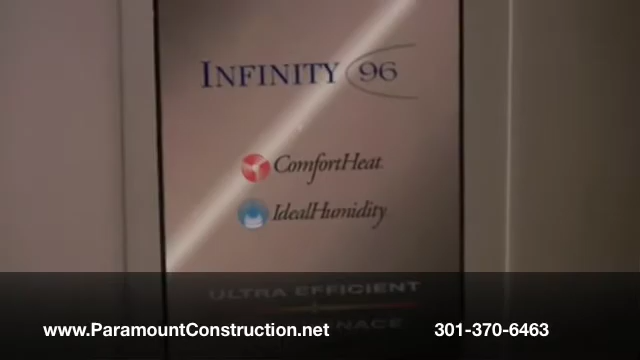 INFINITY 96
ComfortHeat
IdealHumidity
ULTRA EFFICIENT
www.ParamountConstruction.net 301-370-6463